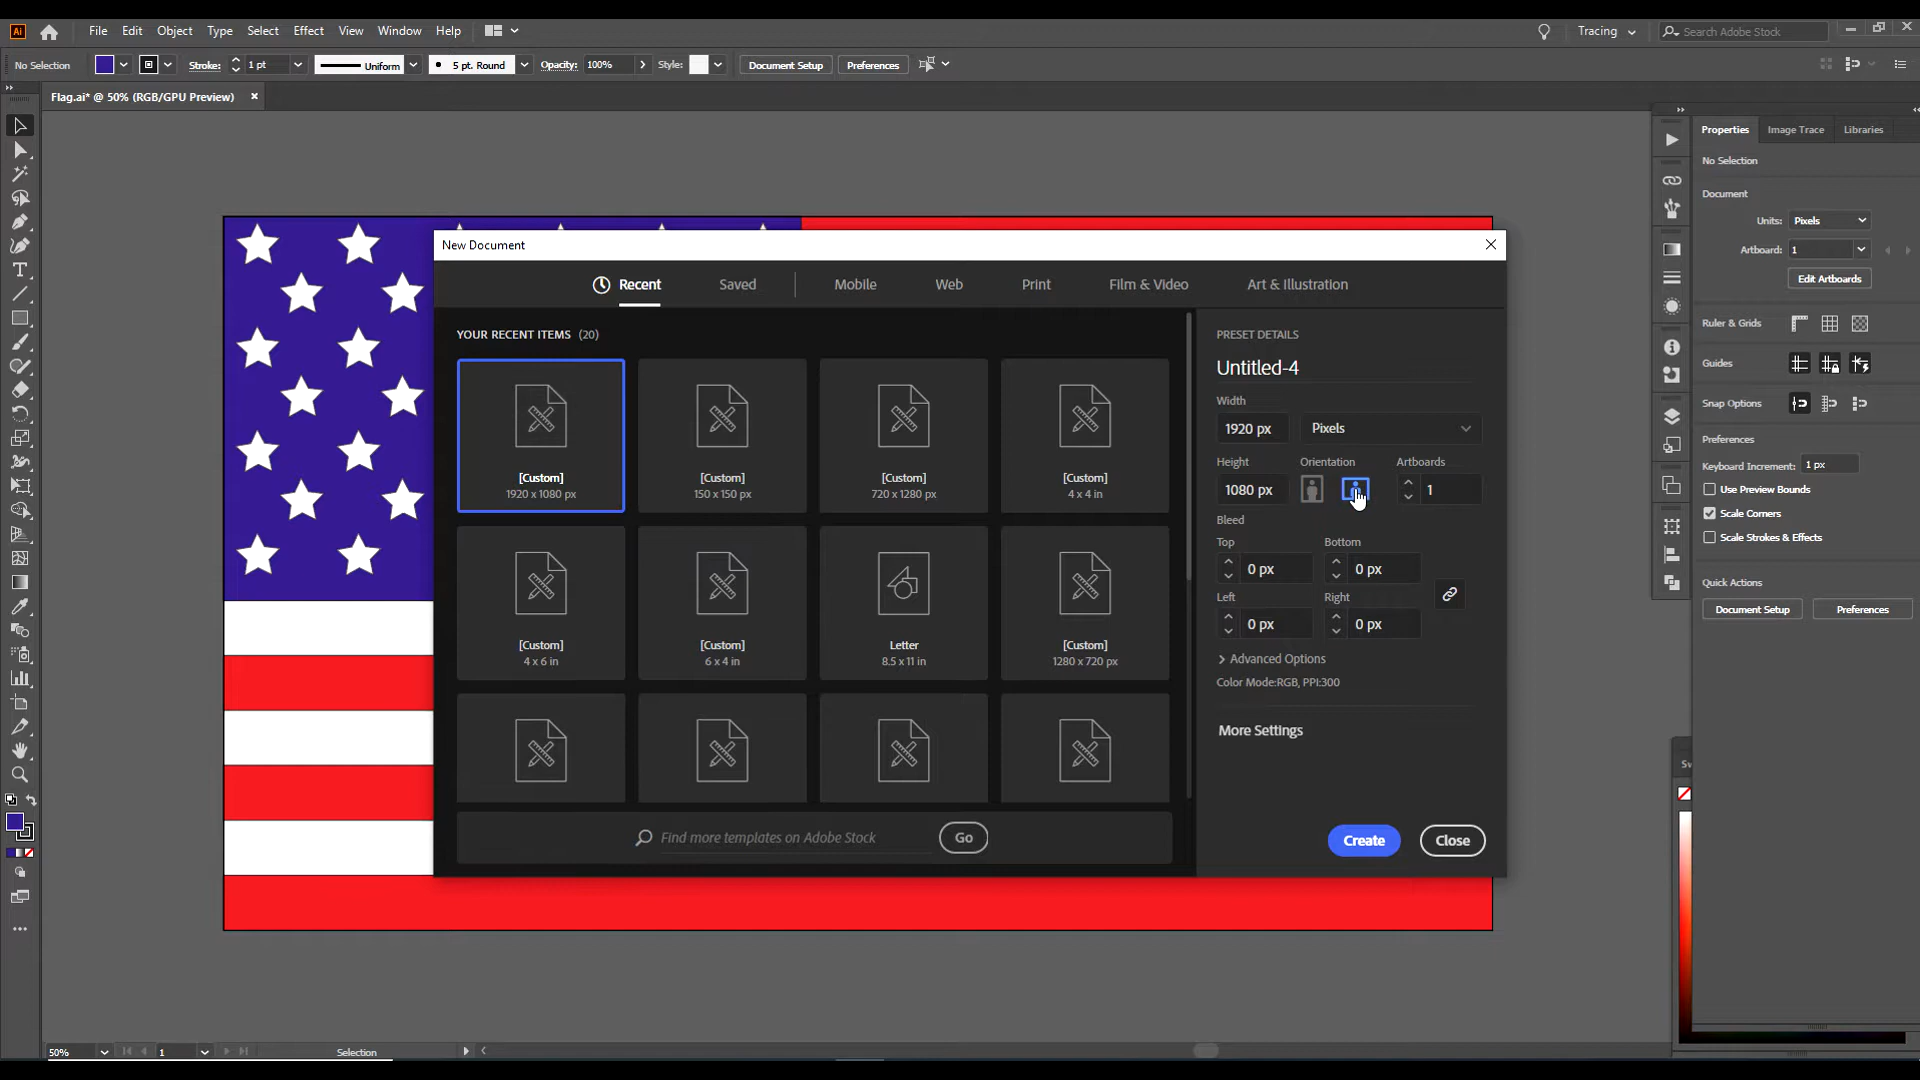 Ai File Edit Object Type Select Effect View Window Help Tracing Search Adobe Stock
No Selection Stroke: 1 pt Uniform 5 pt. Round Opacity: 100% Style: Document Setup Preferences
Flag.ai* @ 50% (RGB/GPU Preview)
New Document
Recent Saved Mobile Web Print Film & Video Art & Illustration
YOUR RECENT ITEMS (20)
[Custom] [Custom] [Custom] [Custom]
1920 x 1080 px 150 x 150 px 720 x 1280 px 4 x 4 in
[Custom] [Custom] Letter [Custom]
4 x 6 in 6 x 4 in 8.5 x 11 in 1280 x 720 px
Find more templates on Adobe Stock Go
PRESET DETAILS
Untitled-4
Width
1920 px Pixels
Height Orientation Artboards
1080 px 1
Bleed
Top Bottom
0 px 0 px
Left Right
0 px 0 px
Advanced Options
Color Mode:RGB, PPI:300
More Settings
Create Close
Properties Image Trace Libraries
No Selection
Document
Units: Pixels
Artboard: 1
Edit Artboards
Ruler & Grids
Guides
Snap Options
Preferences
Keyboard Increment: 1 px
Use Preview Bounds
Scale Corners
Scale Strokes & Effects
Quick Actions
Document Setup Preferences
50% 1 Selection